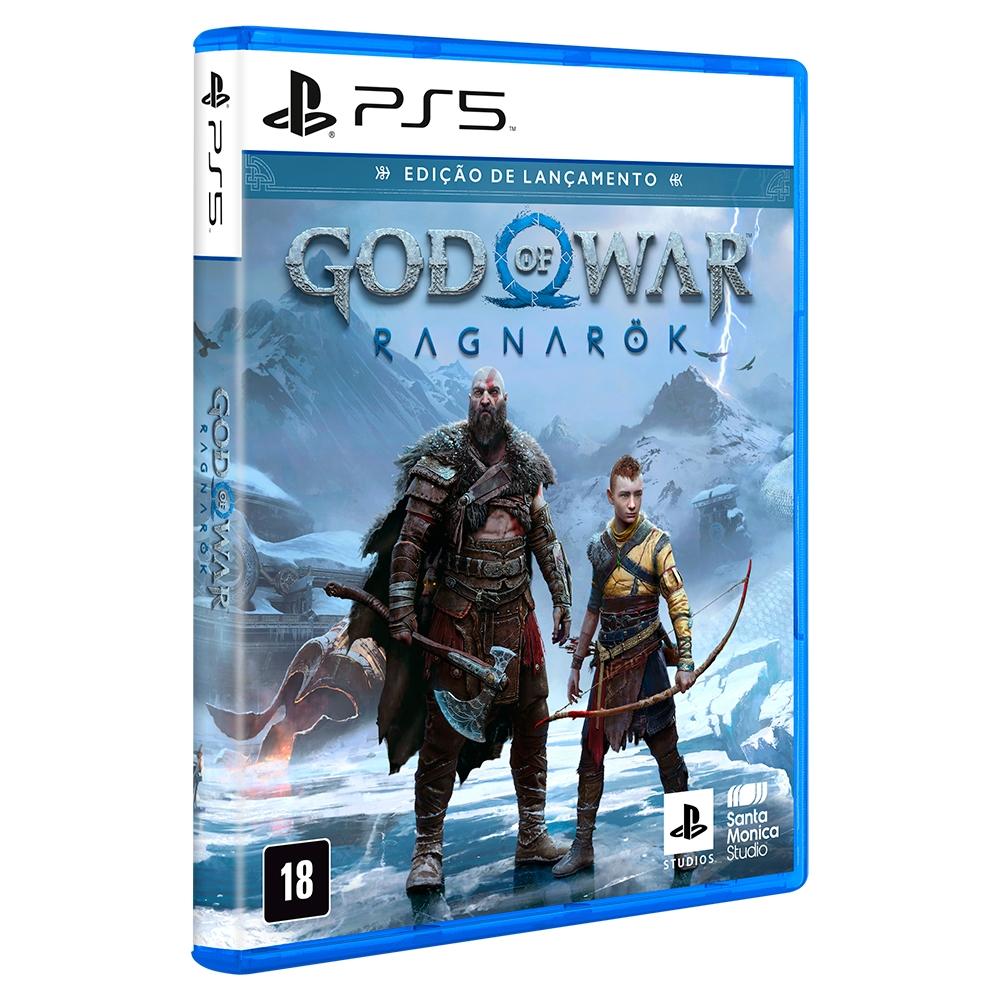 PS5
PS5
EDIÇÃO DE LANÇAMENTO
GOD OF WAR
RAGNARÖK
GOD OF WAR
RAGNARÖK
18
STUDIOS
Santa
Monica
Studio